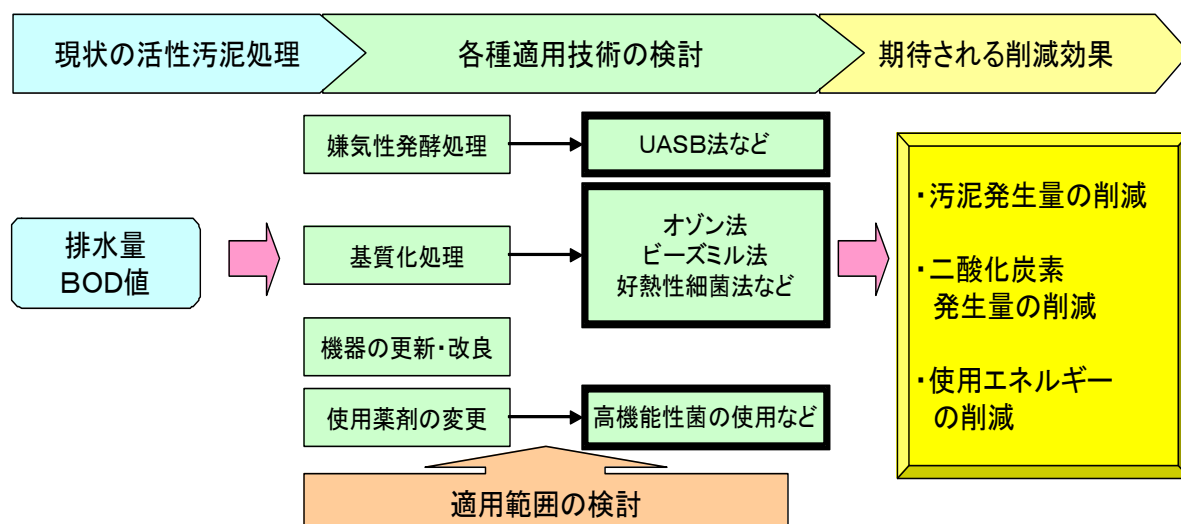 現状の活性汚泥処理
各種適用技術の検討
期待される削減効果
排水量
BOD値
嫌気性発酵処理
UASB法など
基質化処理
オゾン法
ビーズミル法
好熱性細菌法など
機器の更新・改良
使用薬剤の変更
高機能性菌の使用など
適用範囲の検討
・汚泥発生量の削減
・二酸化炭素
発生量の削減
・使用エネルギー
の削減